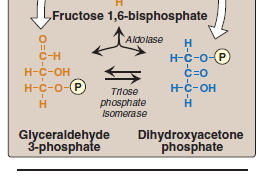 H
Fructose 1,6-bisphosphate
Aldolase
O
C-H
H-C-OH
H-C-O-P
H
H
H-C-O-P
C=O
H-C-OH
H
Triose
phosphate
Isomerase
Glyceraldehyde
3-phosphate
Dihydroxyacetone
phosphate